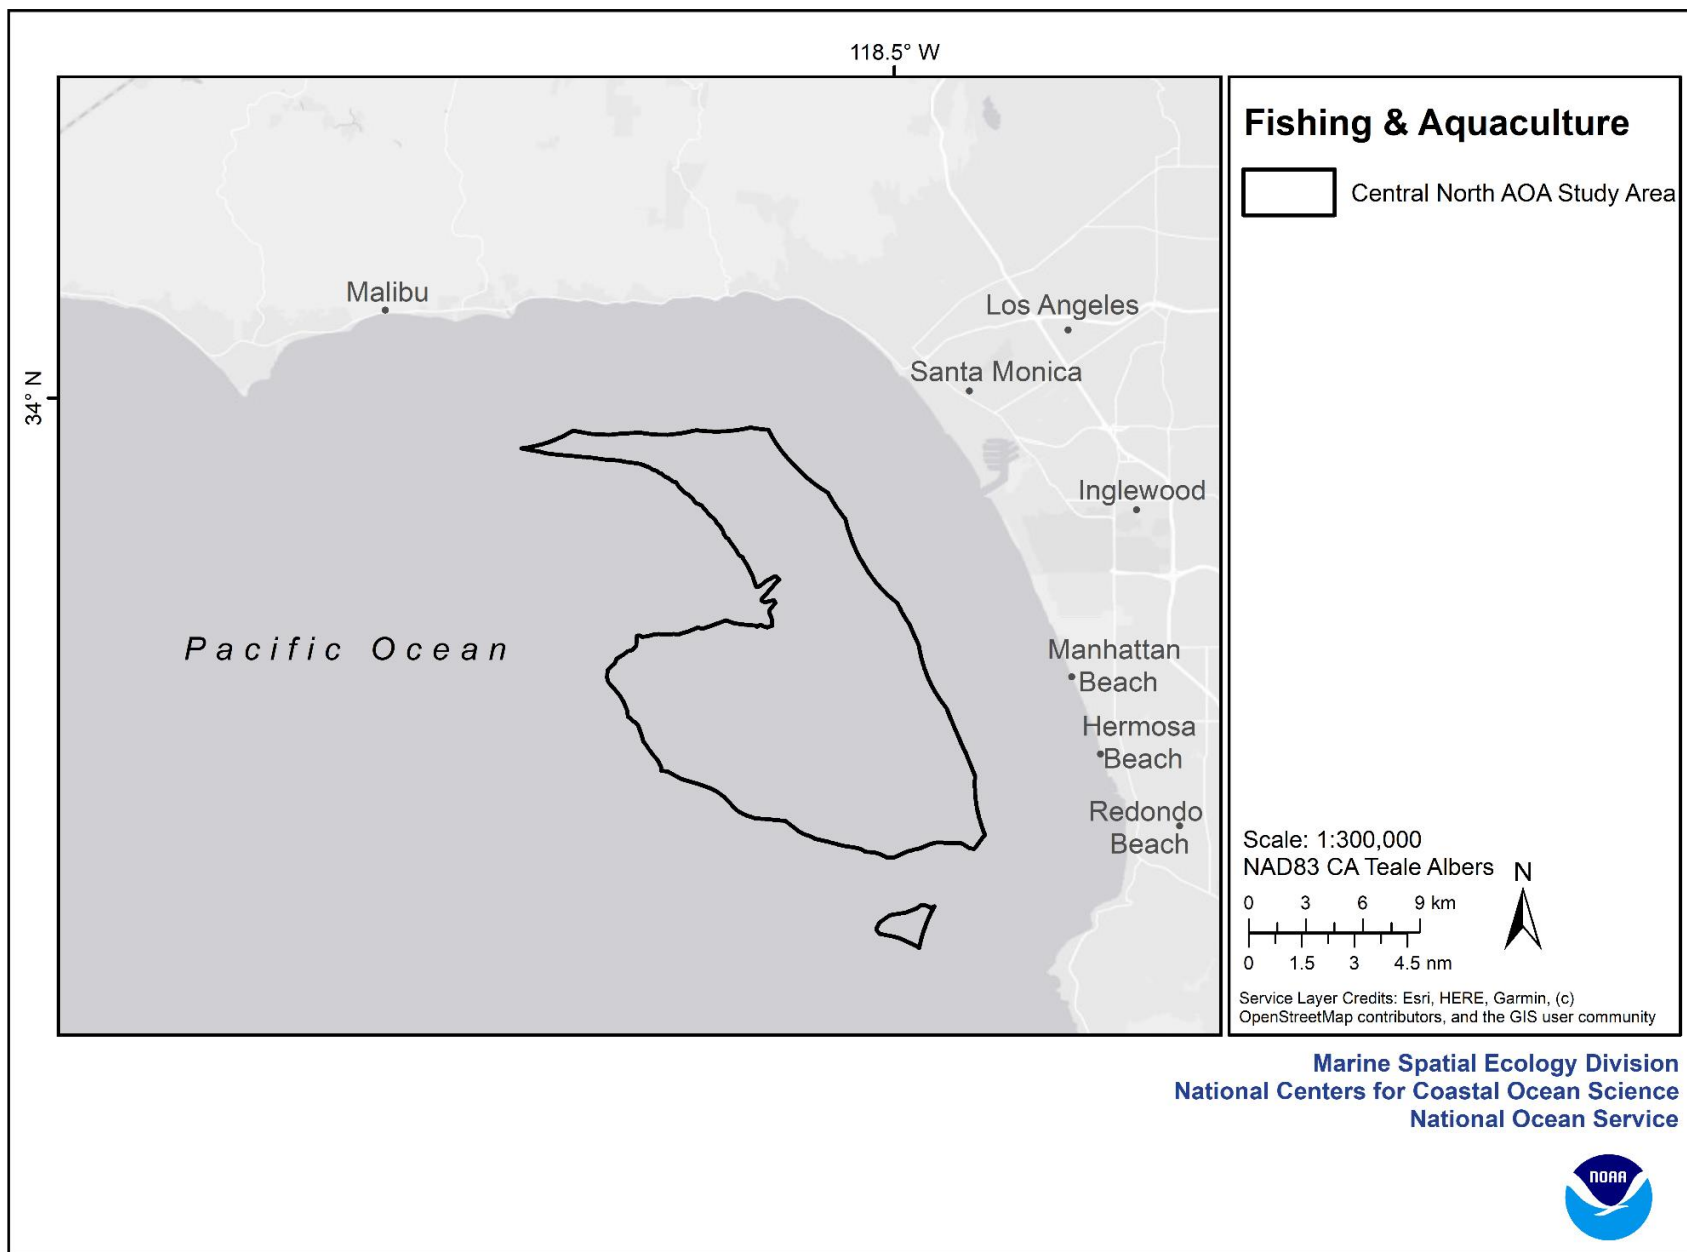 118.5° W
34° N
Malibu
Los Angeles
Santa Monica
Inglewood
Pacific Ocean
Manhattan
Beach
Hermosa
Beach
Redondo
Beach
Fishing & Aquaculture
Central North AOA Study Area
Scale: 1:300,000
NAD83 CA Teale Albers
N
0 3 6 9 km
0 1.5 3 4.5 nm
Service Layer Credits: Esri, HERE, Garmin, (c)
OpenStreetMap contributors, and the GIS user community
Marine Spatial Ecology Division
National Centers for Coastal Ocean Science
National Ocean Service
NOAA